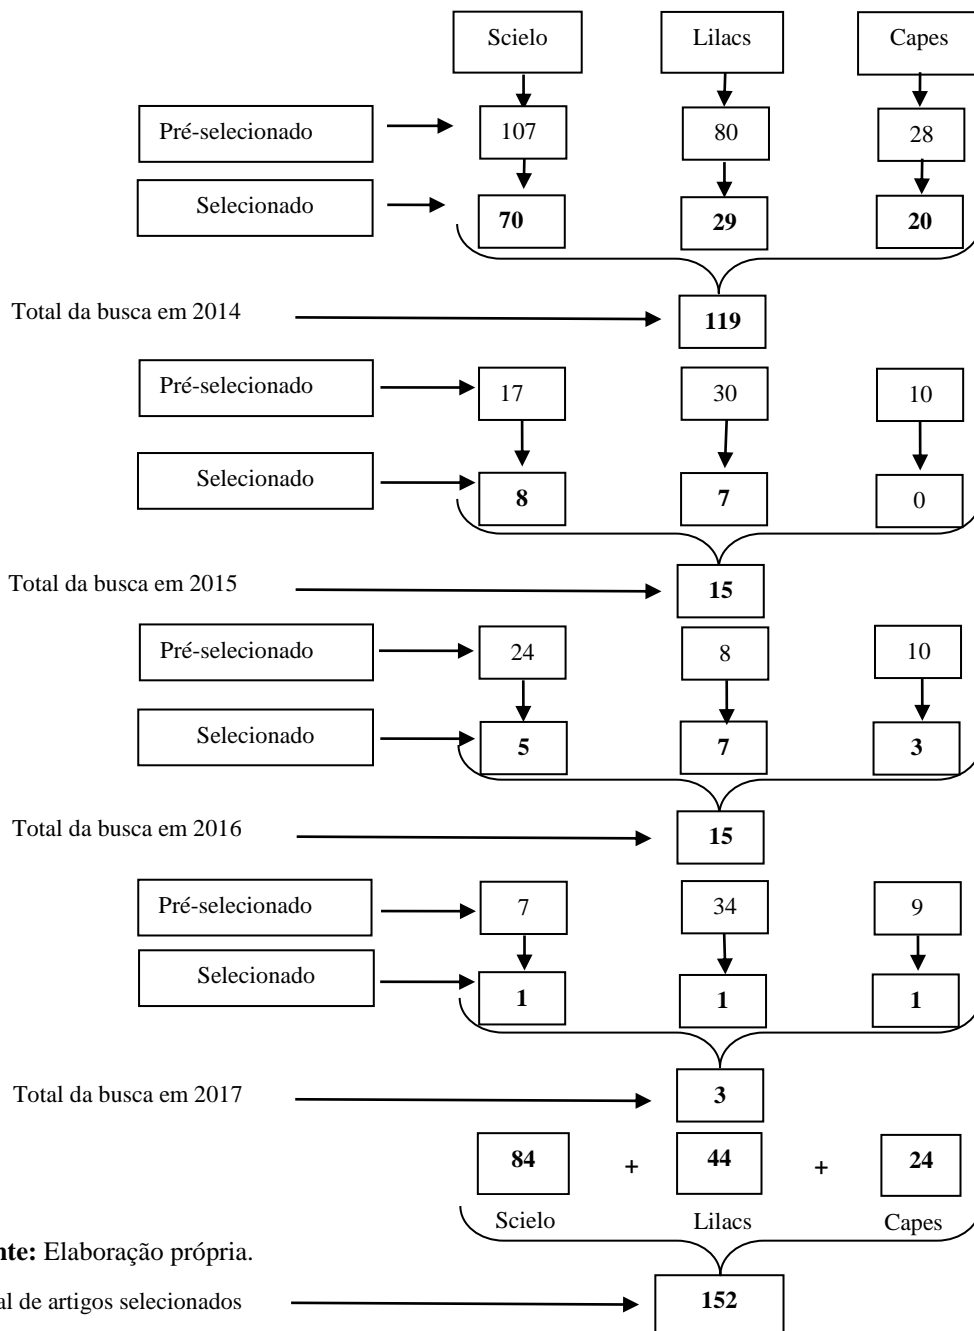 Scielo Lilacs Capes
Pré-selecionado 107 80 28
Selecionado 70 29 20
Total da busca em 2014 119
Pré-selecionado 17 30 10
Selecionado 8 7 0
Total da busca em 2015 15
Pré-selecionado 24 8 10
Selecionado 5 7 3
Total da busca em 2016 15
Pré-selecionado 7 34 9
Selecionado 1 1 1
Total da busca em 2017 3
84 + 44 + 24
Scielo Lilacs Capes
nte: Elaboração própria.
al de artigos selecionados 152